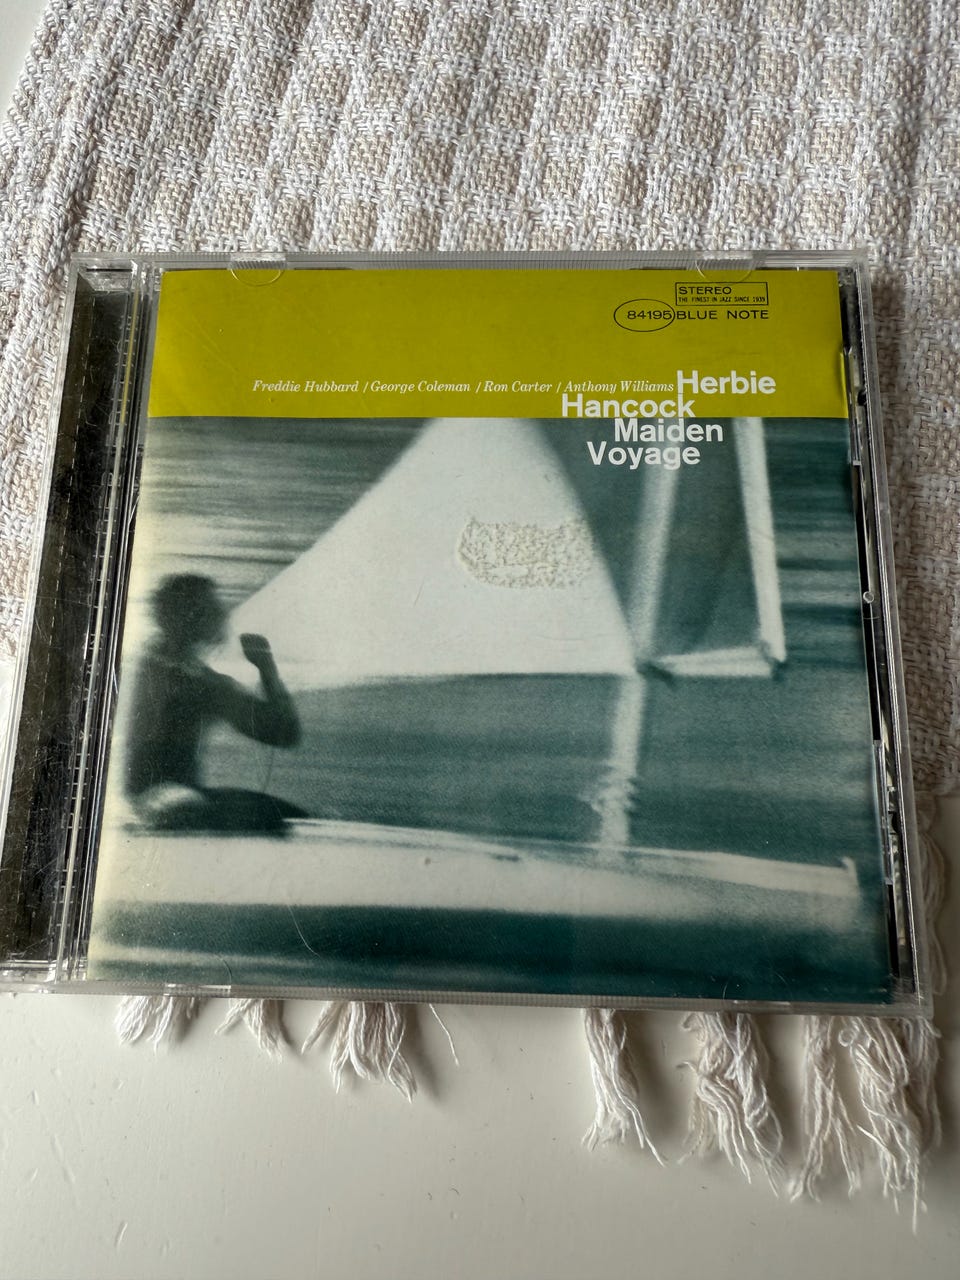 STEREO
THE FINEST IN JAZZ SINCE 1939
84195 BLUE NOTE
Freddie Hubbard / George Coleman / Ron Carter / Anthony Williams Herbie
Hancock
Maiden
Voyage